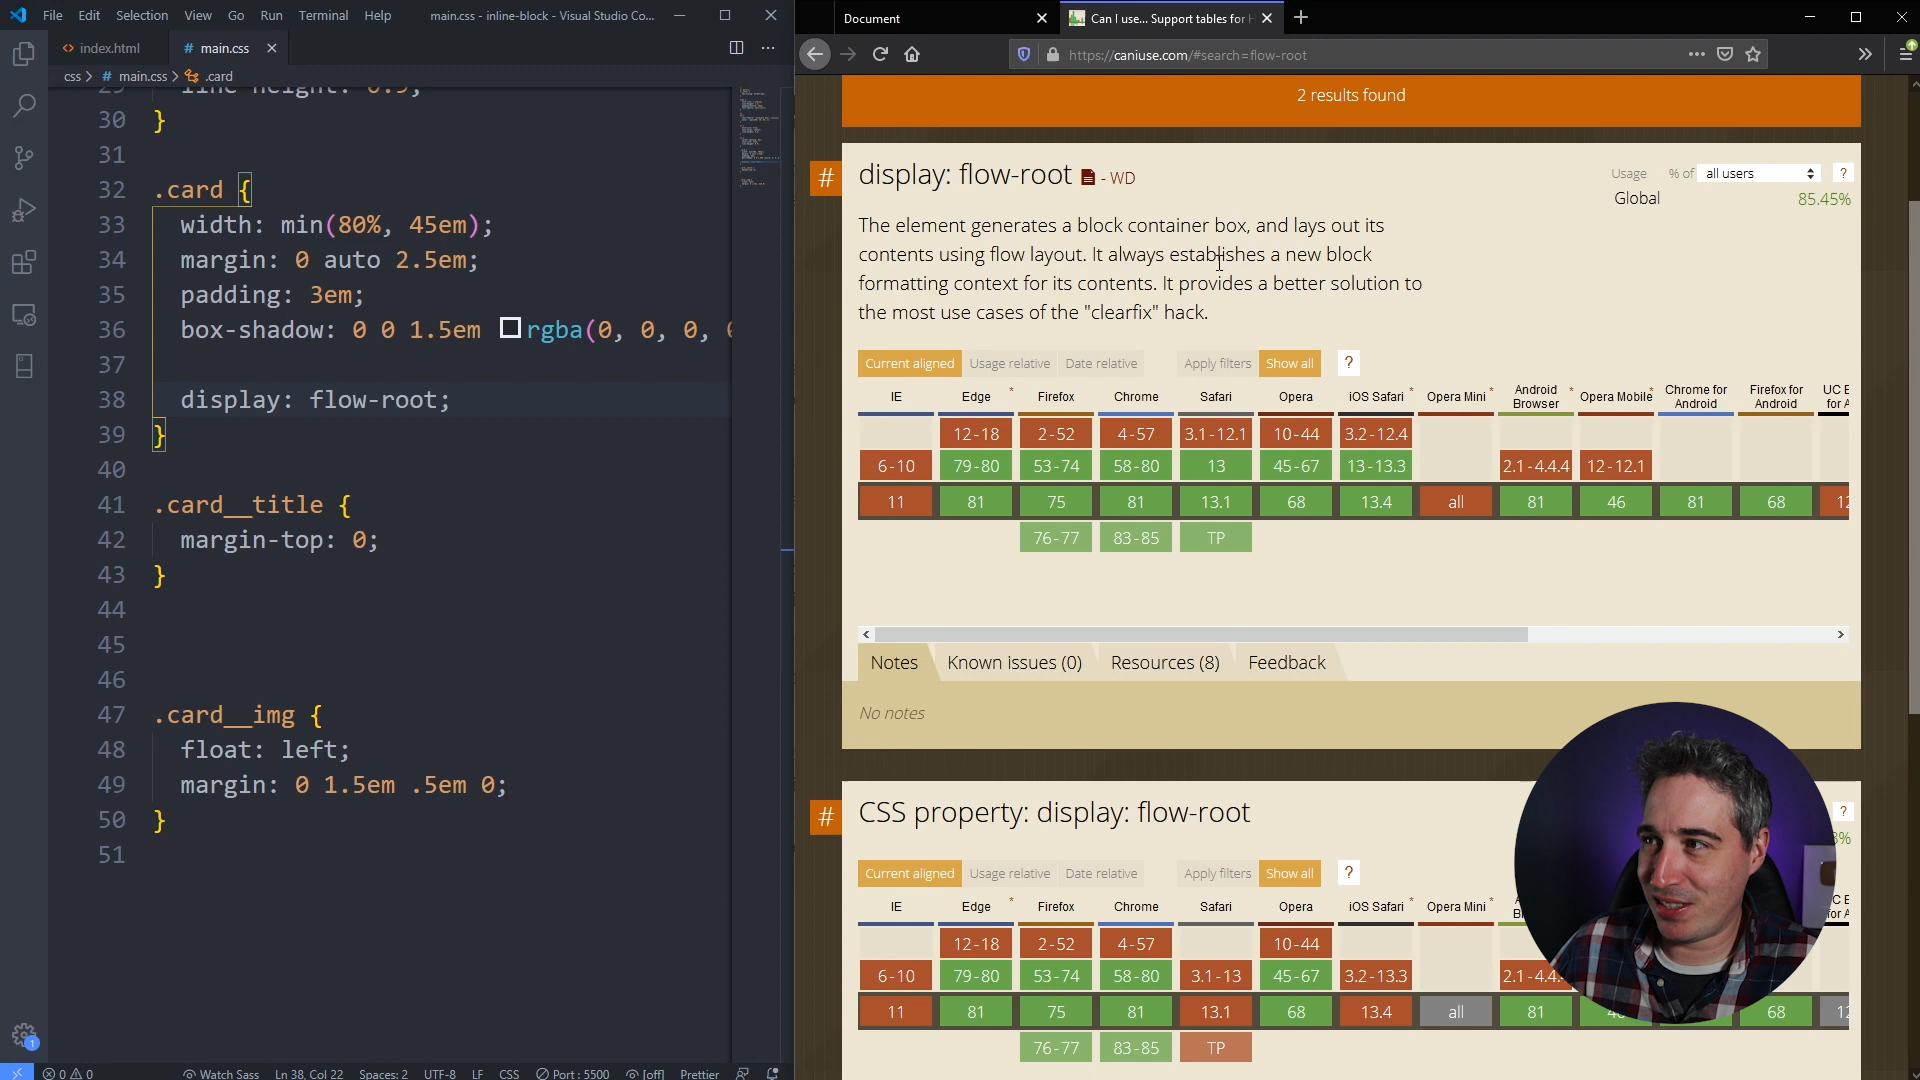 File Edit Selection View Go Run Terminal Help main.css - inline-block - Visual Studio Co...
index.html # main.css
css > # main.css > .card
30 }
31
32 .card {
33 width: min(80%, 45em);
34 margin: 0 auto 2.5em;
35 padding: 3em;
36 box-shadow: 0 0 1.5em rgba(0, 0, 0,
37
38 display: flow-root;
39 }
40
41 .card__title {
42 margin-top: 0;
43 }
44
45
46
47 .card__img {
48 float: left;
49 margin: 0 1.5em .5em 0;
50 }
51
1
0 0 Watch Sass Ln 38, Col 22 Spaces: 2 UTF-8 LF CSS Port : 5500 [off] Prettier
Document Can I use... Support tables for
https://caniuse.com/#search=flow-root
2 results found
# display: flow-root - WD
Usage % of all users ?
Global 85.45%
The element generates a block container box, and lays out its
contents using flow layout. It always establishes a new block
formatting context for its contents. It provides a better solution to
the most use cases of the "clearfix" hack.
Current aligned Usage relative Date relative Apply filters Show all ?
IE Edge * Firefox Chrome Safari Opera iOS Safari * Opera Mini * Android Browser * Opera Mobile * Chrome for Android Firefox for Android
12-18 2-52 4-57 3.1-12.1 10-44 3.2-12.4
6-10 79-80 53-74 58-80 13 45-67 13-13.3 2.1-4.4.4 12-12.1
11 81 75 81 13.1 68 13.4 all 81 46 81 68
76-77 83-85 TP
Notes Known issues (0) Resources (8) Feedback
No notes
# CSS property: display: flow-root
?
Current aligned Usage relative Date relative Apply filters Show all ?
IE Edge * Firefox Chrome Safari Opera iOS Safari * Opera Mini *
12-18 2-52 4-57 10-44
6-10 79-80 53-74 58-80 3.1-13 45-67 3.2-13.3
11 81 75 81 13.1 68 13.4 all 81 68
76-77 83-85 TP